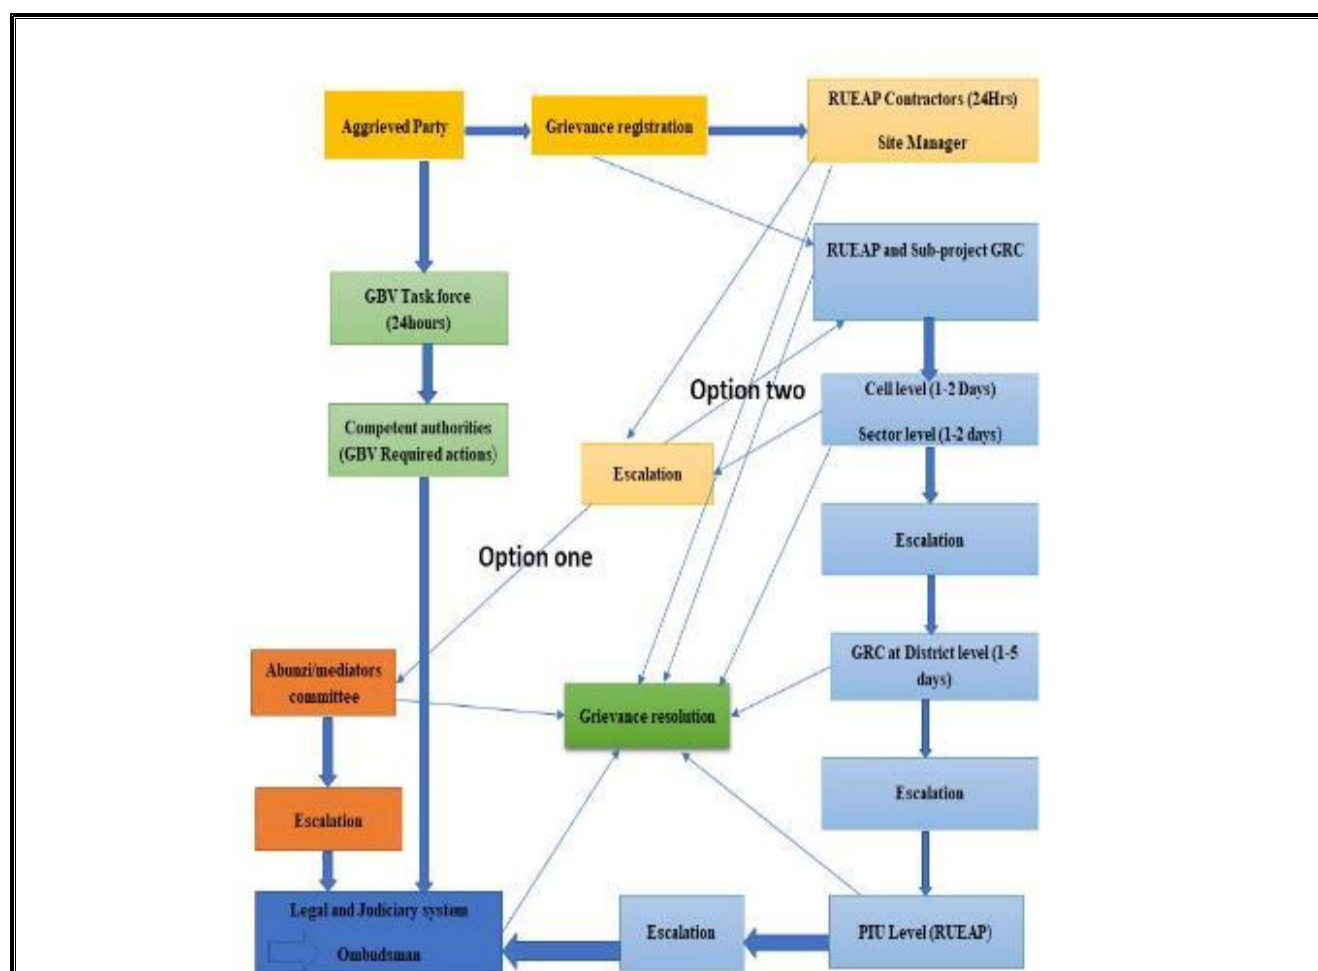 Aggrieved Party
Grievance registration
RUEAP Contractors (24Hrs)
Site Manager
RUEAP and Sub-project GRC
GBV Task force
(24hours)
Option two
Cell level (1-2 Days)
Sector level (1-2 days)
Competent authorities
(GBV Required actions)
Escalation
Escalation
Option one
Abunzi/mediators
committee
GRC at District level (1-5
days)
Grievance resolution
Escalation
Escalation
Legal and Judiciary system
Ombudsman
Escalation
PIU Level (RUEAP)